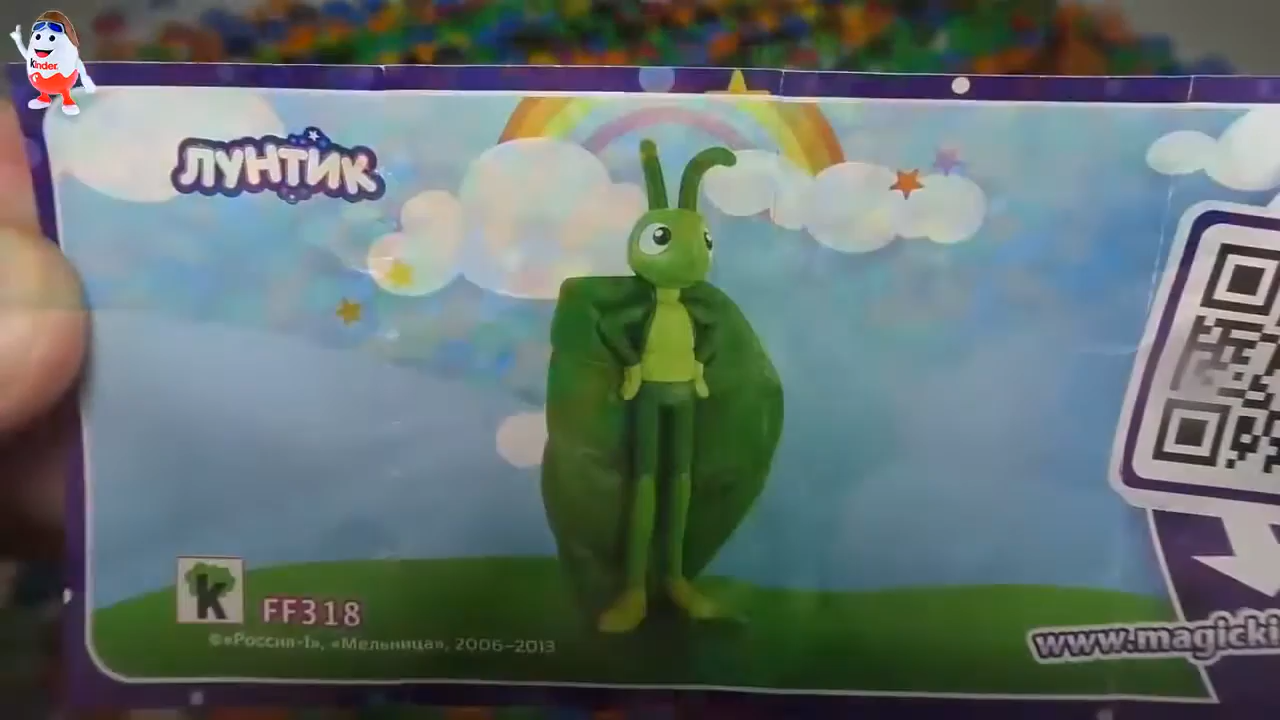 kinder
ЛУНТИК
k
FF318
©«Россия-1», «Мельница», 2006-2013
www.magicki